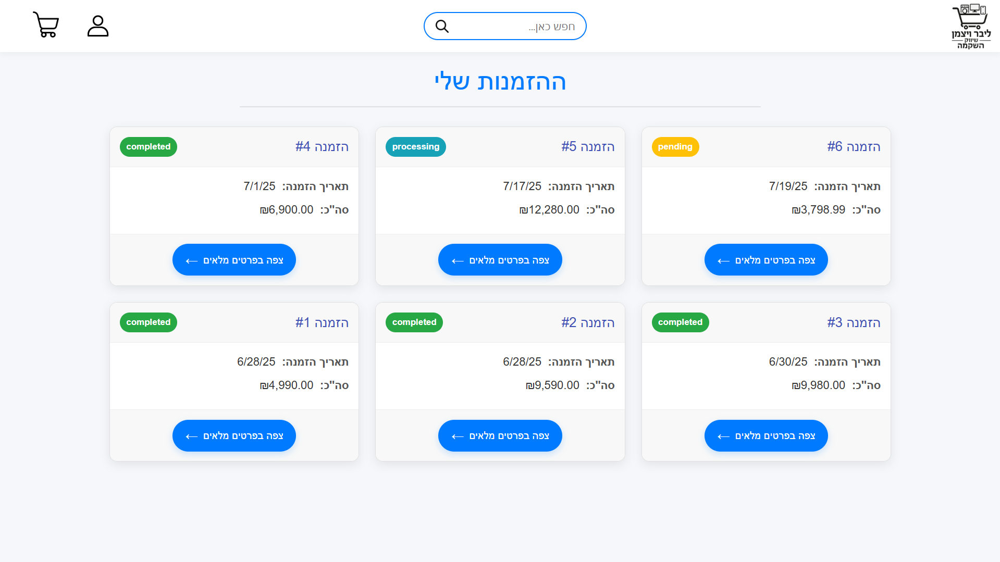 ליבר ויצמן
שיווק
השקמה
חפש כאן...
ההזמנות שלי
הזמנה #6
pending
תאריך הזמנה: 7/19/25
סה"כ: ₪3,798.99
צפה בפרטים מלאים ←
הזמנה #5
processing
תאריך הזמנה: 7/17/25
סה"כ: ₪12,280.00
צפה בפרטים מלאים ←
הזמנה #4
completed
תאריך הזמנה: 7/1/25
סה"כ: ₪6,900.00
צפה בפרטים מלאים ←
הזמנה #3
completed
תאריך הזמנה: 6/30/25
סה"כ: ₪9,980.00
צפה בפרטים מלאים ←
הזמנה #2
completed
תאריך הזמנה: 6/28/25
סה"כ: ₪9,590.00
צפה בפרטים מלאים ←
הזמנה #1
completed
תאריך הזמנה: 6/28/25
סה"כ: ₪4,990.00
צפה בפרטים מלאים ←